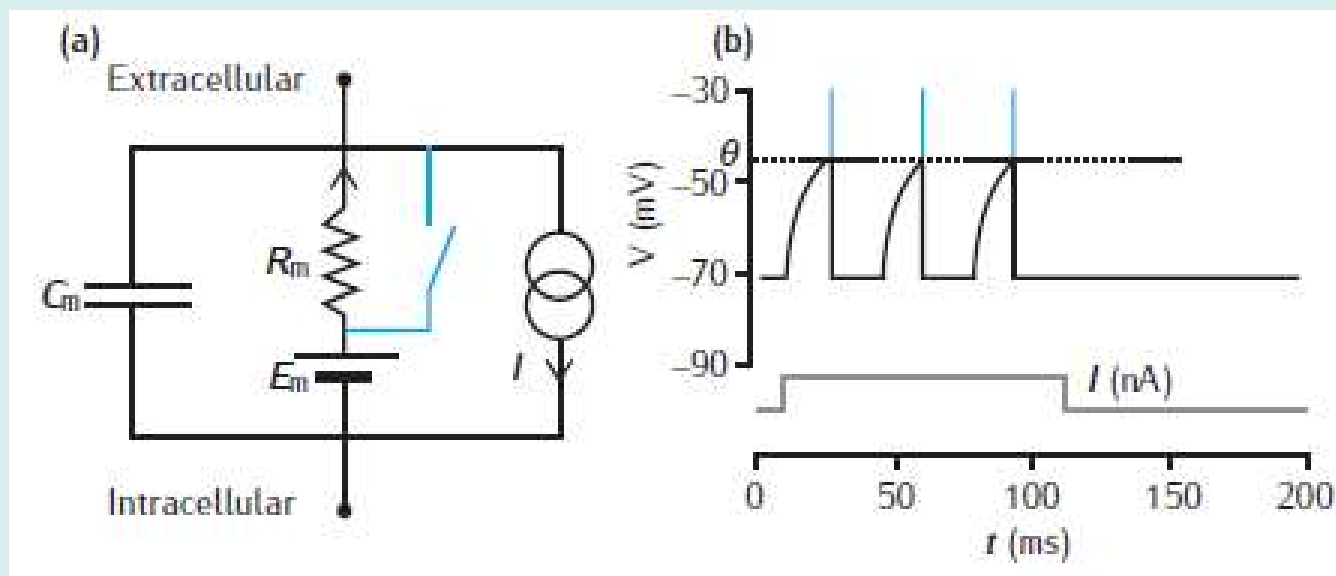 (a)
Extracellular
Rm
Cm
Em
I
Intracellular
(b)
–30
θ
–50
–70
–90
V (mV)
I (nA)
0 50 100 150 200
t (ms)